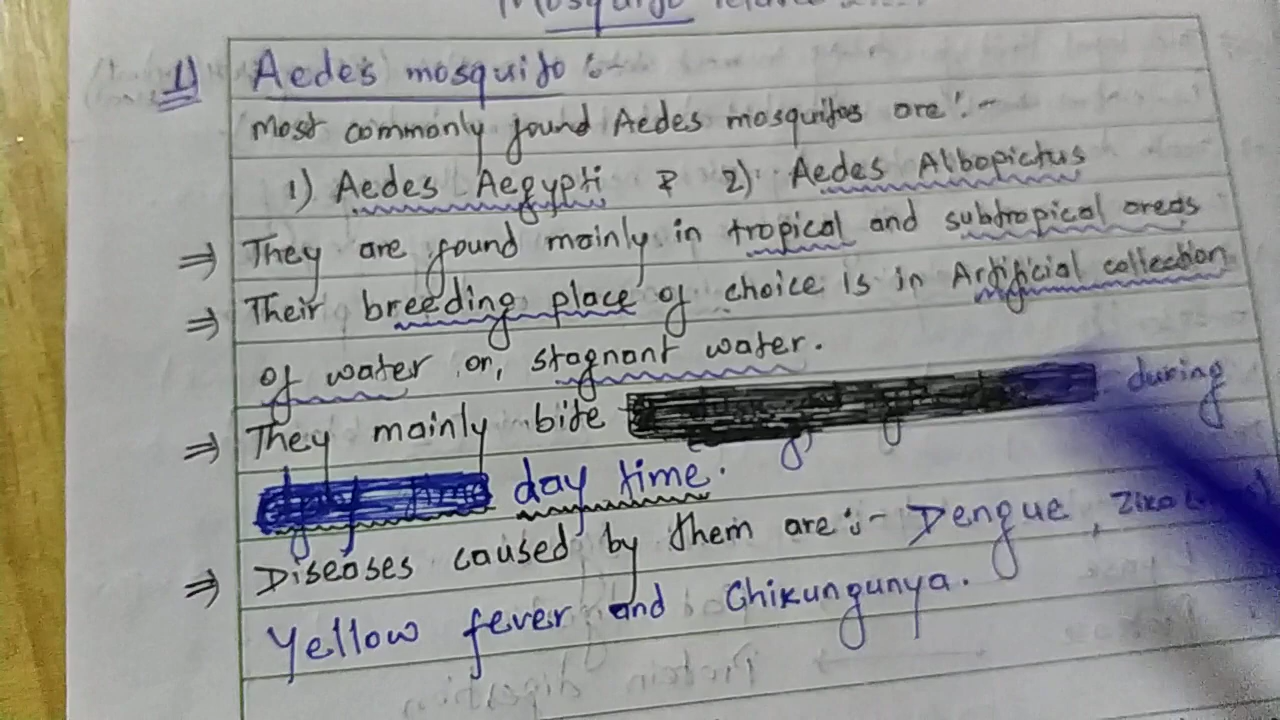 1) Aedes mosquito :-
Most commonly found Aedes mosquitos are :-
1) Aedes Aegypti & 2) Aedes Albopictus
⇒ They are found mainly in tropical and subtropical areas
⇒ Their breeding place of choice is in Artificial collection
of water or, stagnant water.
⇒ They mainly bite during
day time.
⇒ Diseases caused by them are :- Dengue, Zika
Yellow fever and Chikungunya.